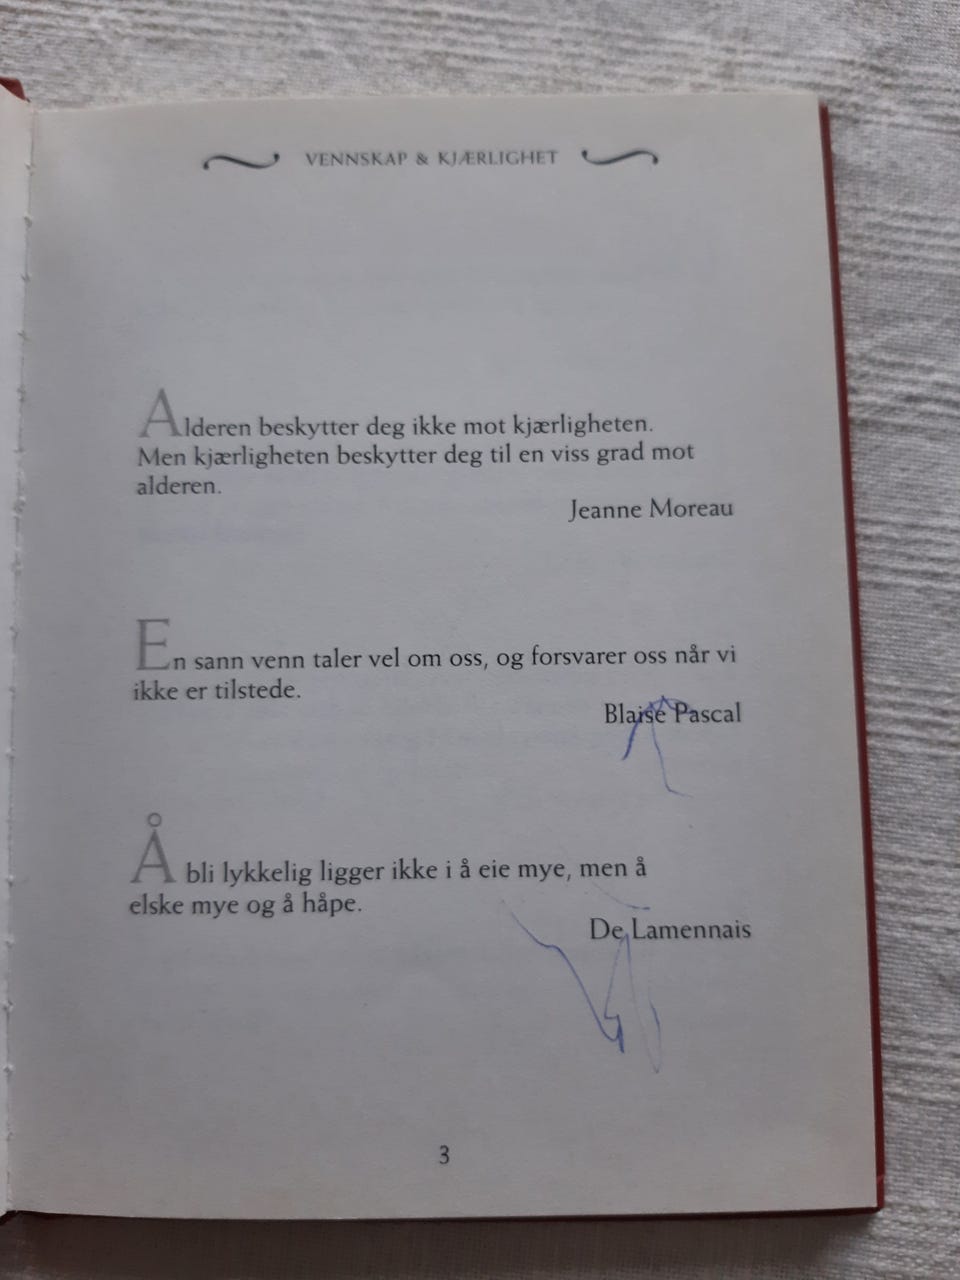 VENNSKAP & KJÆRLIGHET
Alderen beskytter deg ikke mot kjærligheten.
Men kjærligheten beskytter deg til en viss grad mot
alderen.
Jeanne Moreau
En sann venn taler vel om oss, og forsvarer oss når vi
ikke er tilstede.
Blaise Pascal
Å bli lykkelig ligger ikke i å eie mye, men å
elske mye og å håpe.
De Lamennais
3